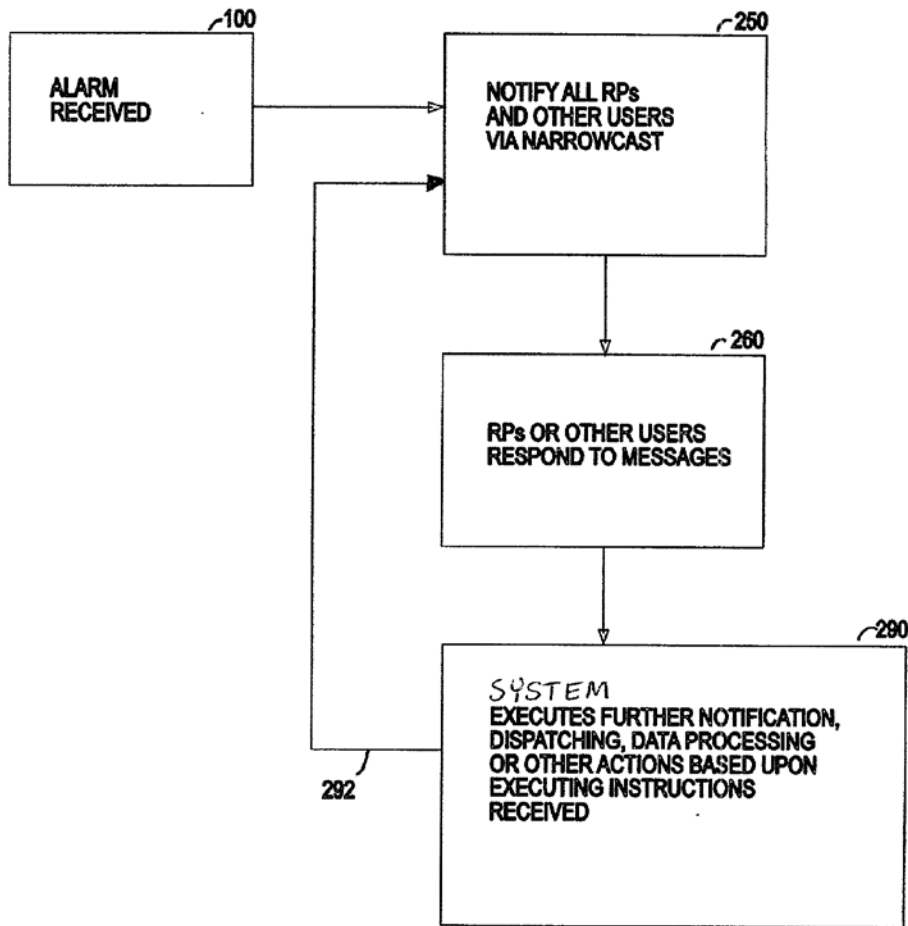 100
ALARM
RECEIVED
250
NOTIFY ALL RPs
AND OTHER USERS
VIA NARROWCAST
260
RPs OR OTHER USERS
RESPOND TO MESSAGES
290
SYSTEM
EXECUTES FURTHER NOTIFICATION,
DISPATCHING, DATA PROCESSING
OR OTHER ACTIONS BASED UPON
EXECUTING INSTRUCTIONS
RECEIVED
292